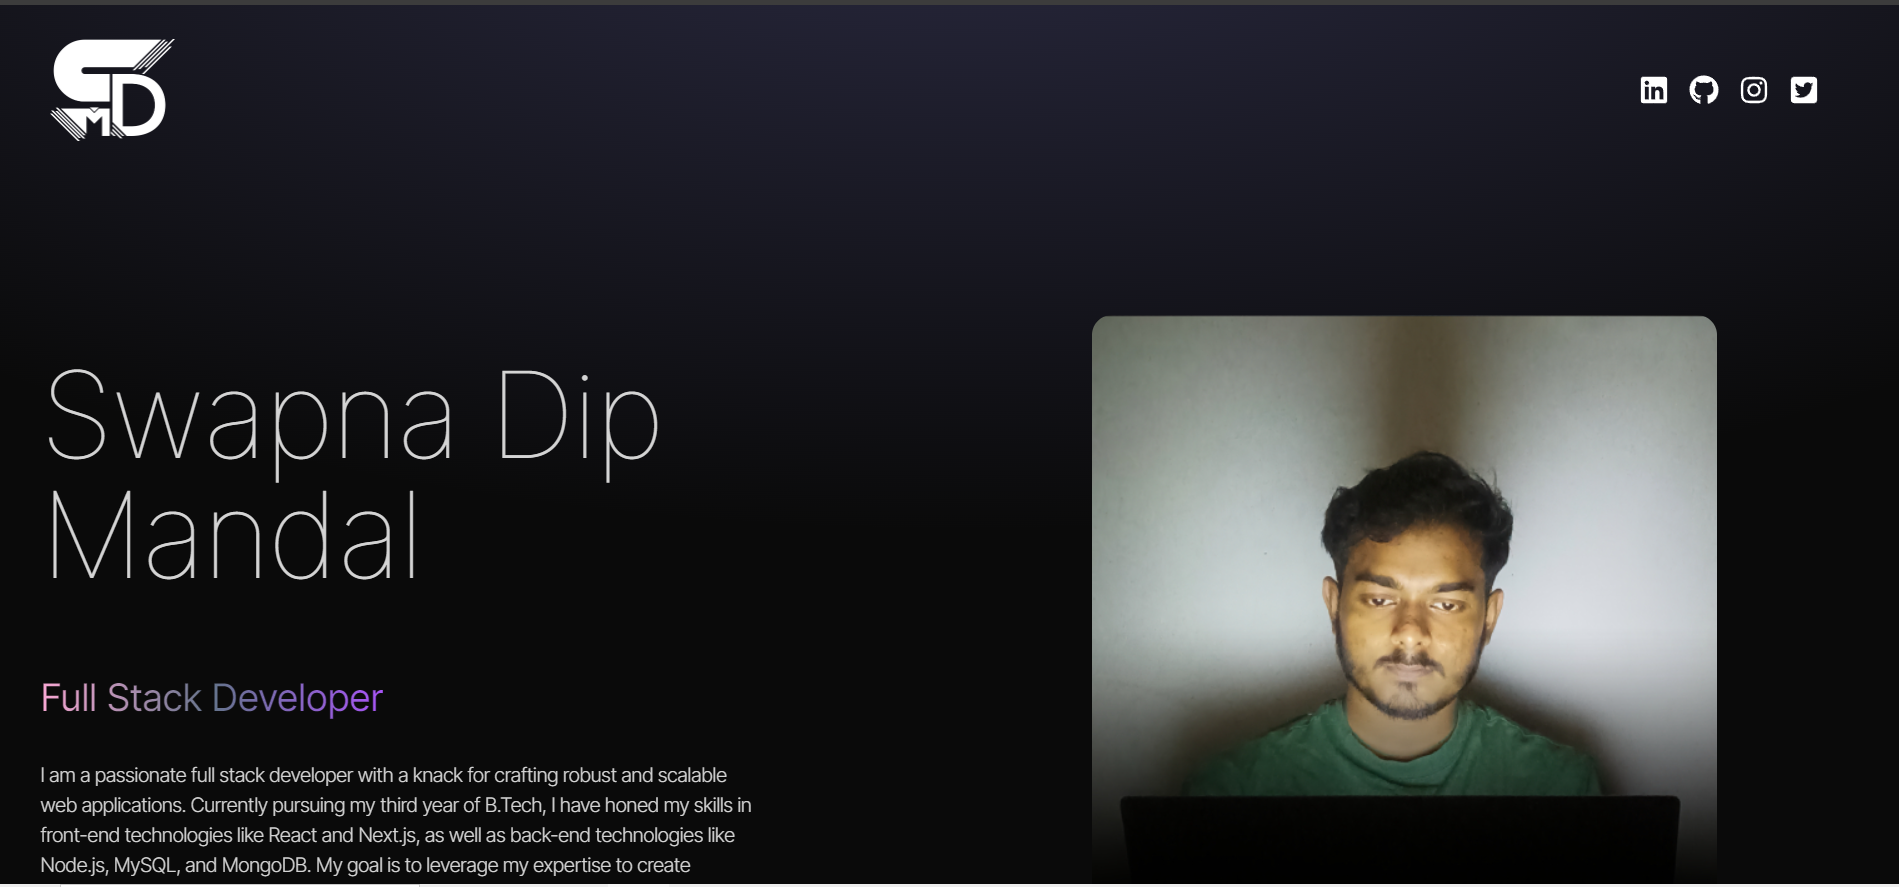 SMD
in
Swapna Dip
Mandal
Full Stack Developer
I am a passionate full stack developer with a knack for crafting robust and scalable
web applications. Currently pursuing my third year of B.Tech, I have honed my skills in
front-end technologies like React and Next.js, as well as back-end technologies like
Node.js, MySQL, and MongoDB. My goal is to leverage my expertise to create